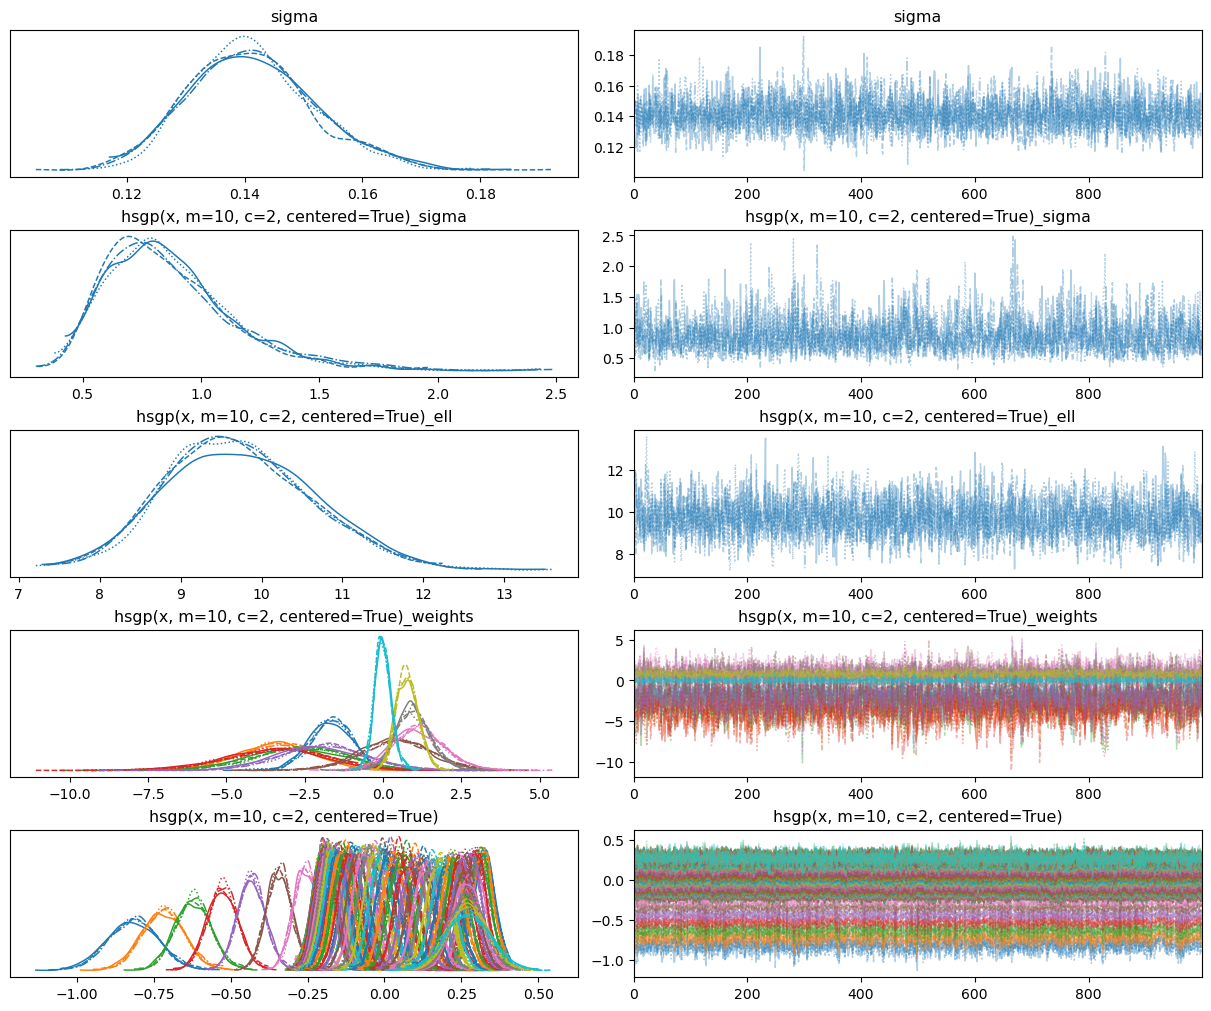 sigma sigma
0.18
0.16
0.14
0.12
0.12 0.14 0.16 0.18 0 200 400 600 800
hsgp(x, m=10, c=2, centered=True)_sigma hsgp(x, m=10, c=2, centered=True)_sigma
2.5
2.0
1.5
1.0
0.5
0.5 1.0 1.5 2.0 2.5 0 200 400 600 800
hsgp(x, m=10, c=2, centered=True)_ell hsgp(x, m=10, c=2, centered=True)_ell
12
10
8
7 8 9 10 11 12 13 0 200 400 600 800
hsgp(x, m=10, c=2, centered=True)_weights hsgp(x, m=10, c=2, centered=True)_weights
5
0
−5
−10
−10.0 −7.5 −5.0 −2.5 0.0 2.5 5.0 0 200 400 600 800
hsgp(x, m=10, c=2, centered=True) hsgp(x, m=10, c=2, centered=True)
0.5
0.0
−0.5
−1.0
−1.00 −0.75 −0.50 −0.25 0.00 0.25 0.50 0 200 400 600 800